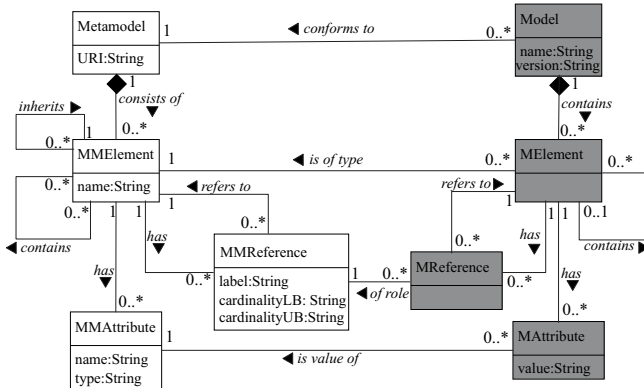 Metamodel
URI:String
1
◀ conforms to
0..*
Model
name:String
version:String
1
consists of
▼
0..*
1
contains
▼
0..*
inherits ▶
1
0..*
MMElement
name:String
1
◀ is of type
0..*
MElement
0..*
0..*
0..*
◀ contains
1
1
1
◀ refers to
0..*
refers to ▶
1
0..*
1
1
0..1
contains ▶
has
▼
0..*
MMReference
label:String
cardinalityLB: String
cardinalityUB:String
1
◀ of role
0..*
MReference
has
▼
0..*
has
▼
0..*
has
▼
0..*
MMAttribute
name:String
type:String
1
◀ is value of
0..*
MAttribute
value:String